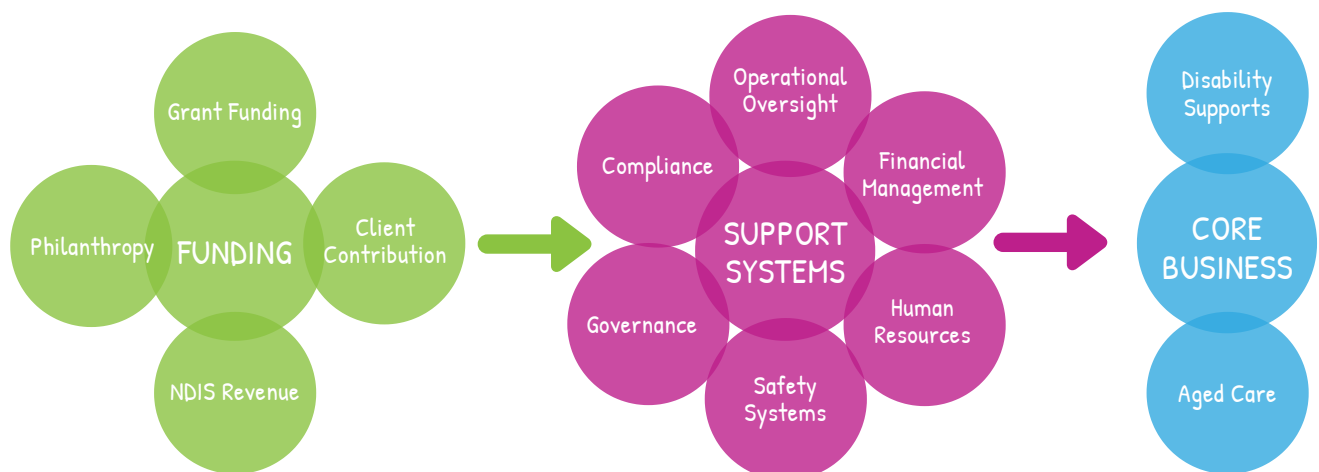 Grant Funding
Philanthropy
FUNDING
Client
Contribution
NDIS Revenue
Operational
Oversight
Compliance
Financial
Management
SUPPORT
SYSTEMS
Governance
Human
Resources
Safety
Systems
Disability
Supports
CORE
BUSINESS
Aged Care